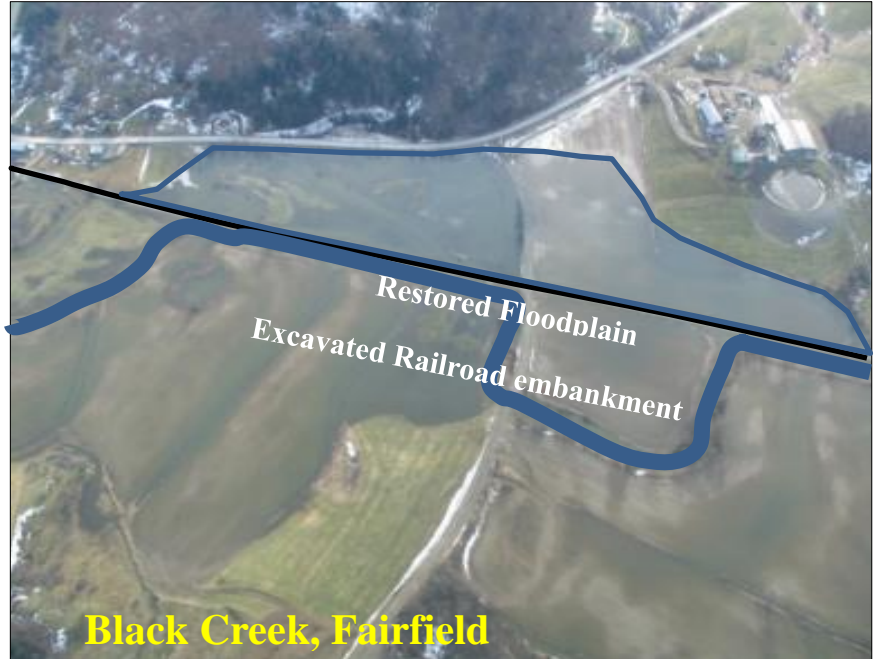 Restored Floodplain
Excavated Railroad embankment
Black Creek, Fairfield